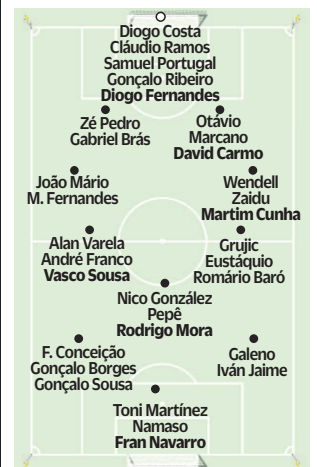 Diogo Costa
Cláudio Ramos
Samuel Portugal
Gonçalo Ribeiro
Diogo Fernandes
Zé Pedro
Gabriel Brás
Otávio
Marcano
David Carmo
João Mário
M. Fernandes
Wendell
Zaidu
Martim Cunha
Alan Varela
André Franco
Vasco Sousa
Grujic
Eustáquio
Romário Baró
Nico González
Pepê
Rodrigo Mora
F. Conceição
Gonçalo Borges
Gonçalo Sousa
Galeno
Iván Jaime
Toni Martínez
Namaso
Fran Navarro